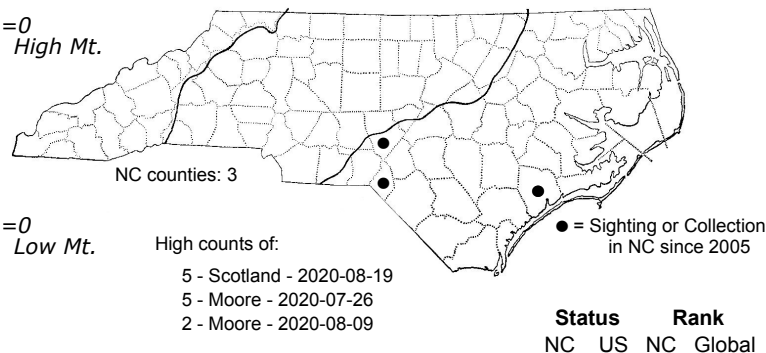 =0
High Mt.
NC counties: 3
=0
Low Mt.
High counts of:
5 - Scotland - 2020-08-19
5 - Moore - 2020-07-26
2 - Moore - 2020-08-09
● = Sighting or Collection
in NC since 2005
Status Rank
NC US NC Global